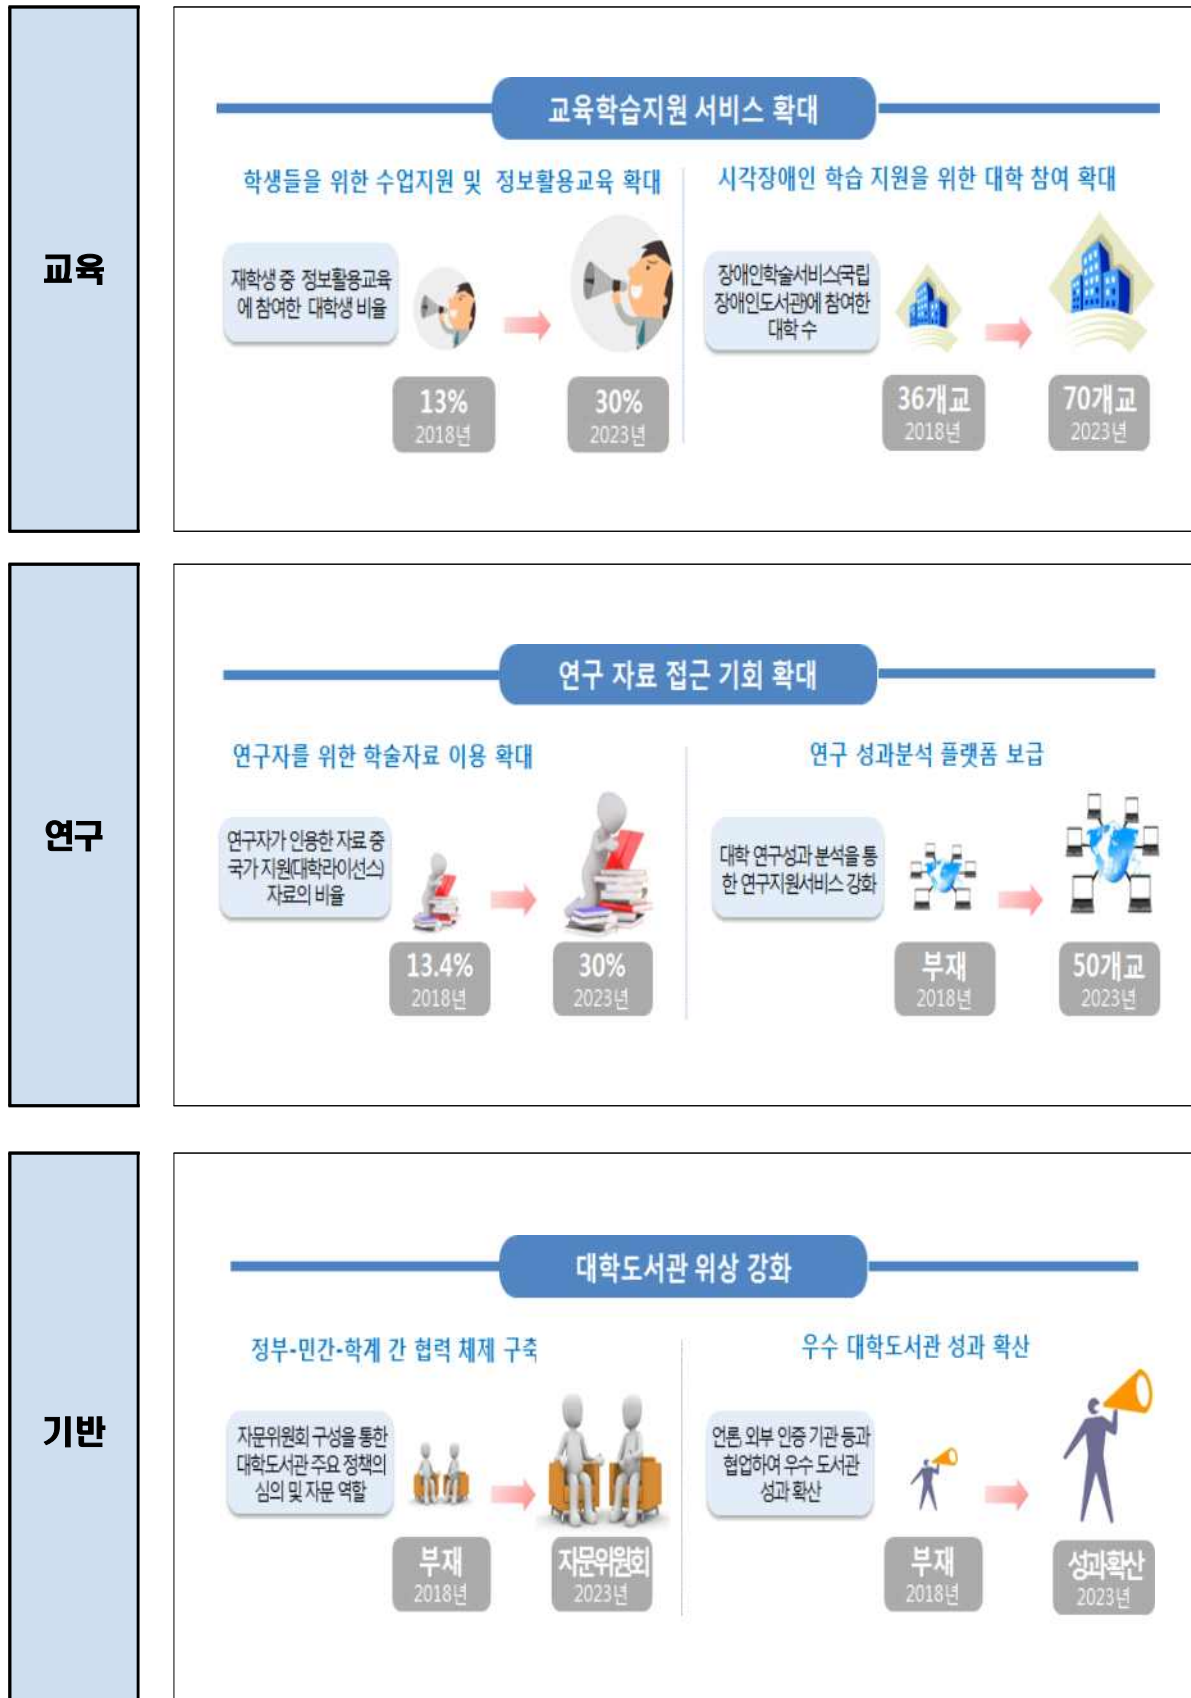 교육
교육학습지원 서비스 확대
학생들을 위한 수업지원 및 정보활용교육 확대
재학생 중 정보활용교육
에 참여한 대학생 비율
13%
2018년
30%
2023년
시각장애인 학습 지원을 위한 대학 참여 확대
장애인학술서비스(국립
장애인도서관)에 참여한
대학 수
36개교
2018년
70개교
2023년
연구
연구 자료 접근 기회 확대
연구자를 위한 학술자료 이용 확대
연구자가 인용한 자료 중
국가 지원(대학라이선스)
자료의 비율
13.4%
2018년
30%
2023년
연구 성과분석 플랫폼 보급
대학 연구성과 분석을 통
한 연구지원서비스 강화
부재
2018년
50개교
2023년
기반
대학도서관 위상 강화
정부-민간-학계 간 협력 체제 구축
자문위원회 구성을 통한
대학도서관 주요 정책의
심의 및 자문 역할
부재
2018년
자문위원회
2023년
우수 대학도서관 성과 확산
언론, 외부 인증 기관 등과
협업하여 우수 도서관
성과 확산
부재
2018년
성과확산
2023년